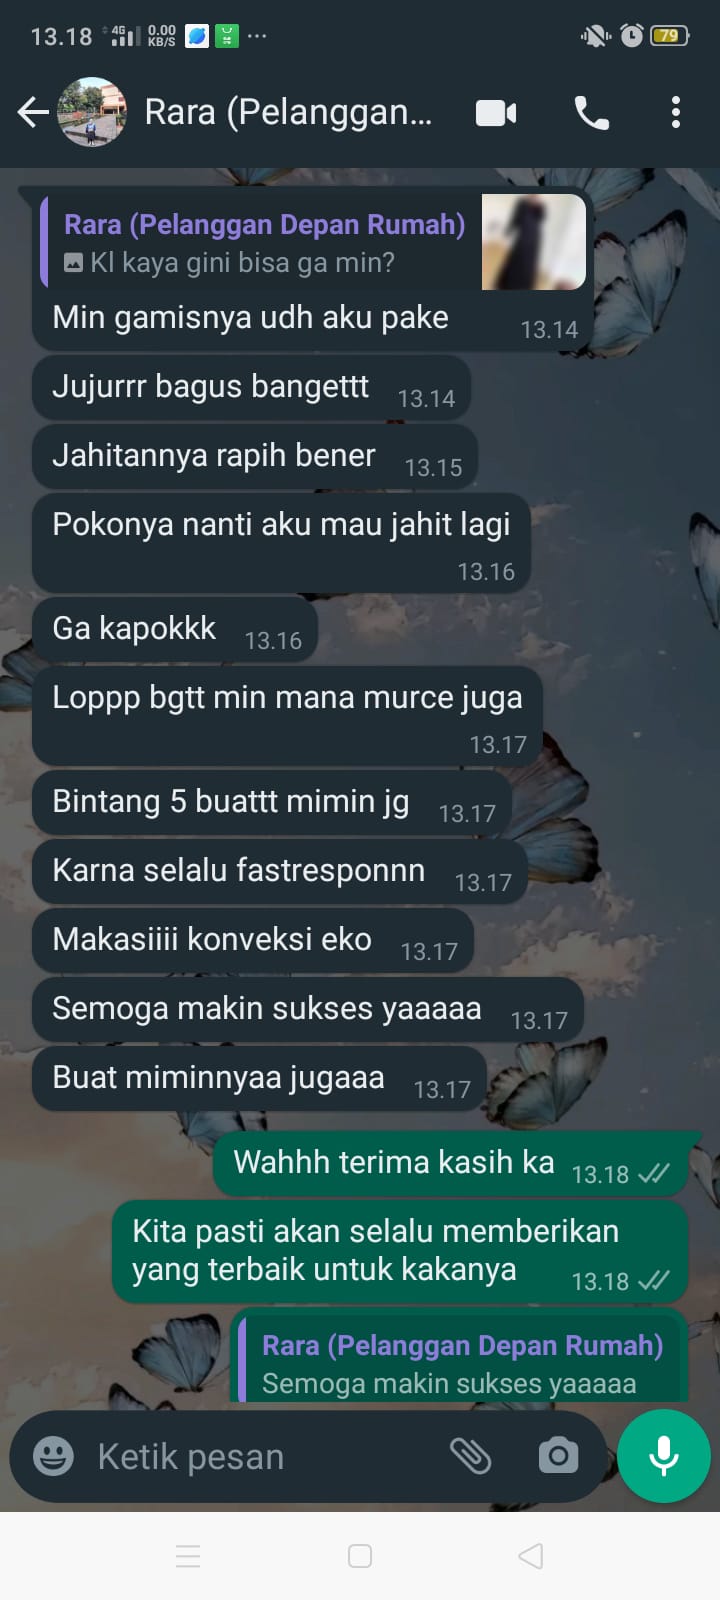 13.18 4G 0.00 KB/S ... 79
Rara (Pelanggan...
Rara (Pelanggan Depan Rumah)
Kl kaya gini bisa ga min?
Min gamisnya udh aku pake 13.14
Jujurrr bagus bangettt 13.14
Jahitannya rapih bener 13.15
Pokonya nanti aku mau jahit lagi
13.16
Ga kapokkk 13.16
Loppp bgtt min mana murce juga
13.17
Bintang 5 buattt mimin jg 13.17
Karna selalu fastresponnn 13.17
Makasiiii konveksi eko 13.17
Semoga makin sukses yaaaaa 13.17
Buat miminnyaa jugaaa 13.17
Wahhh terima kasih ka 13.18
Kita pasti akan selalu memberikan
yang terbaik untuk kakanya 13.18
Rara (Pelanggan Depan Rumah)
Semoga makin sukses yaaaaa
Ketik pesan